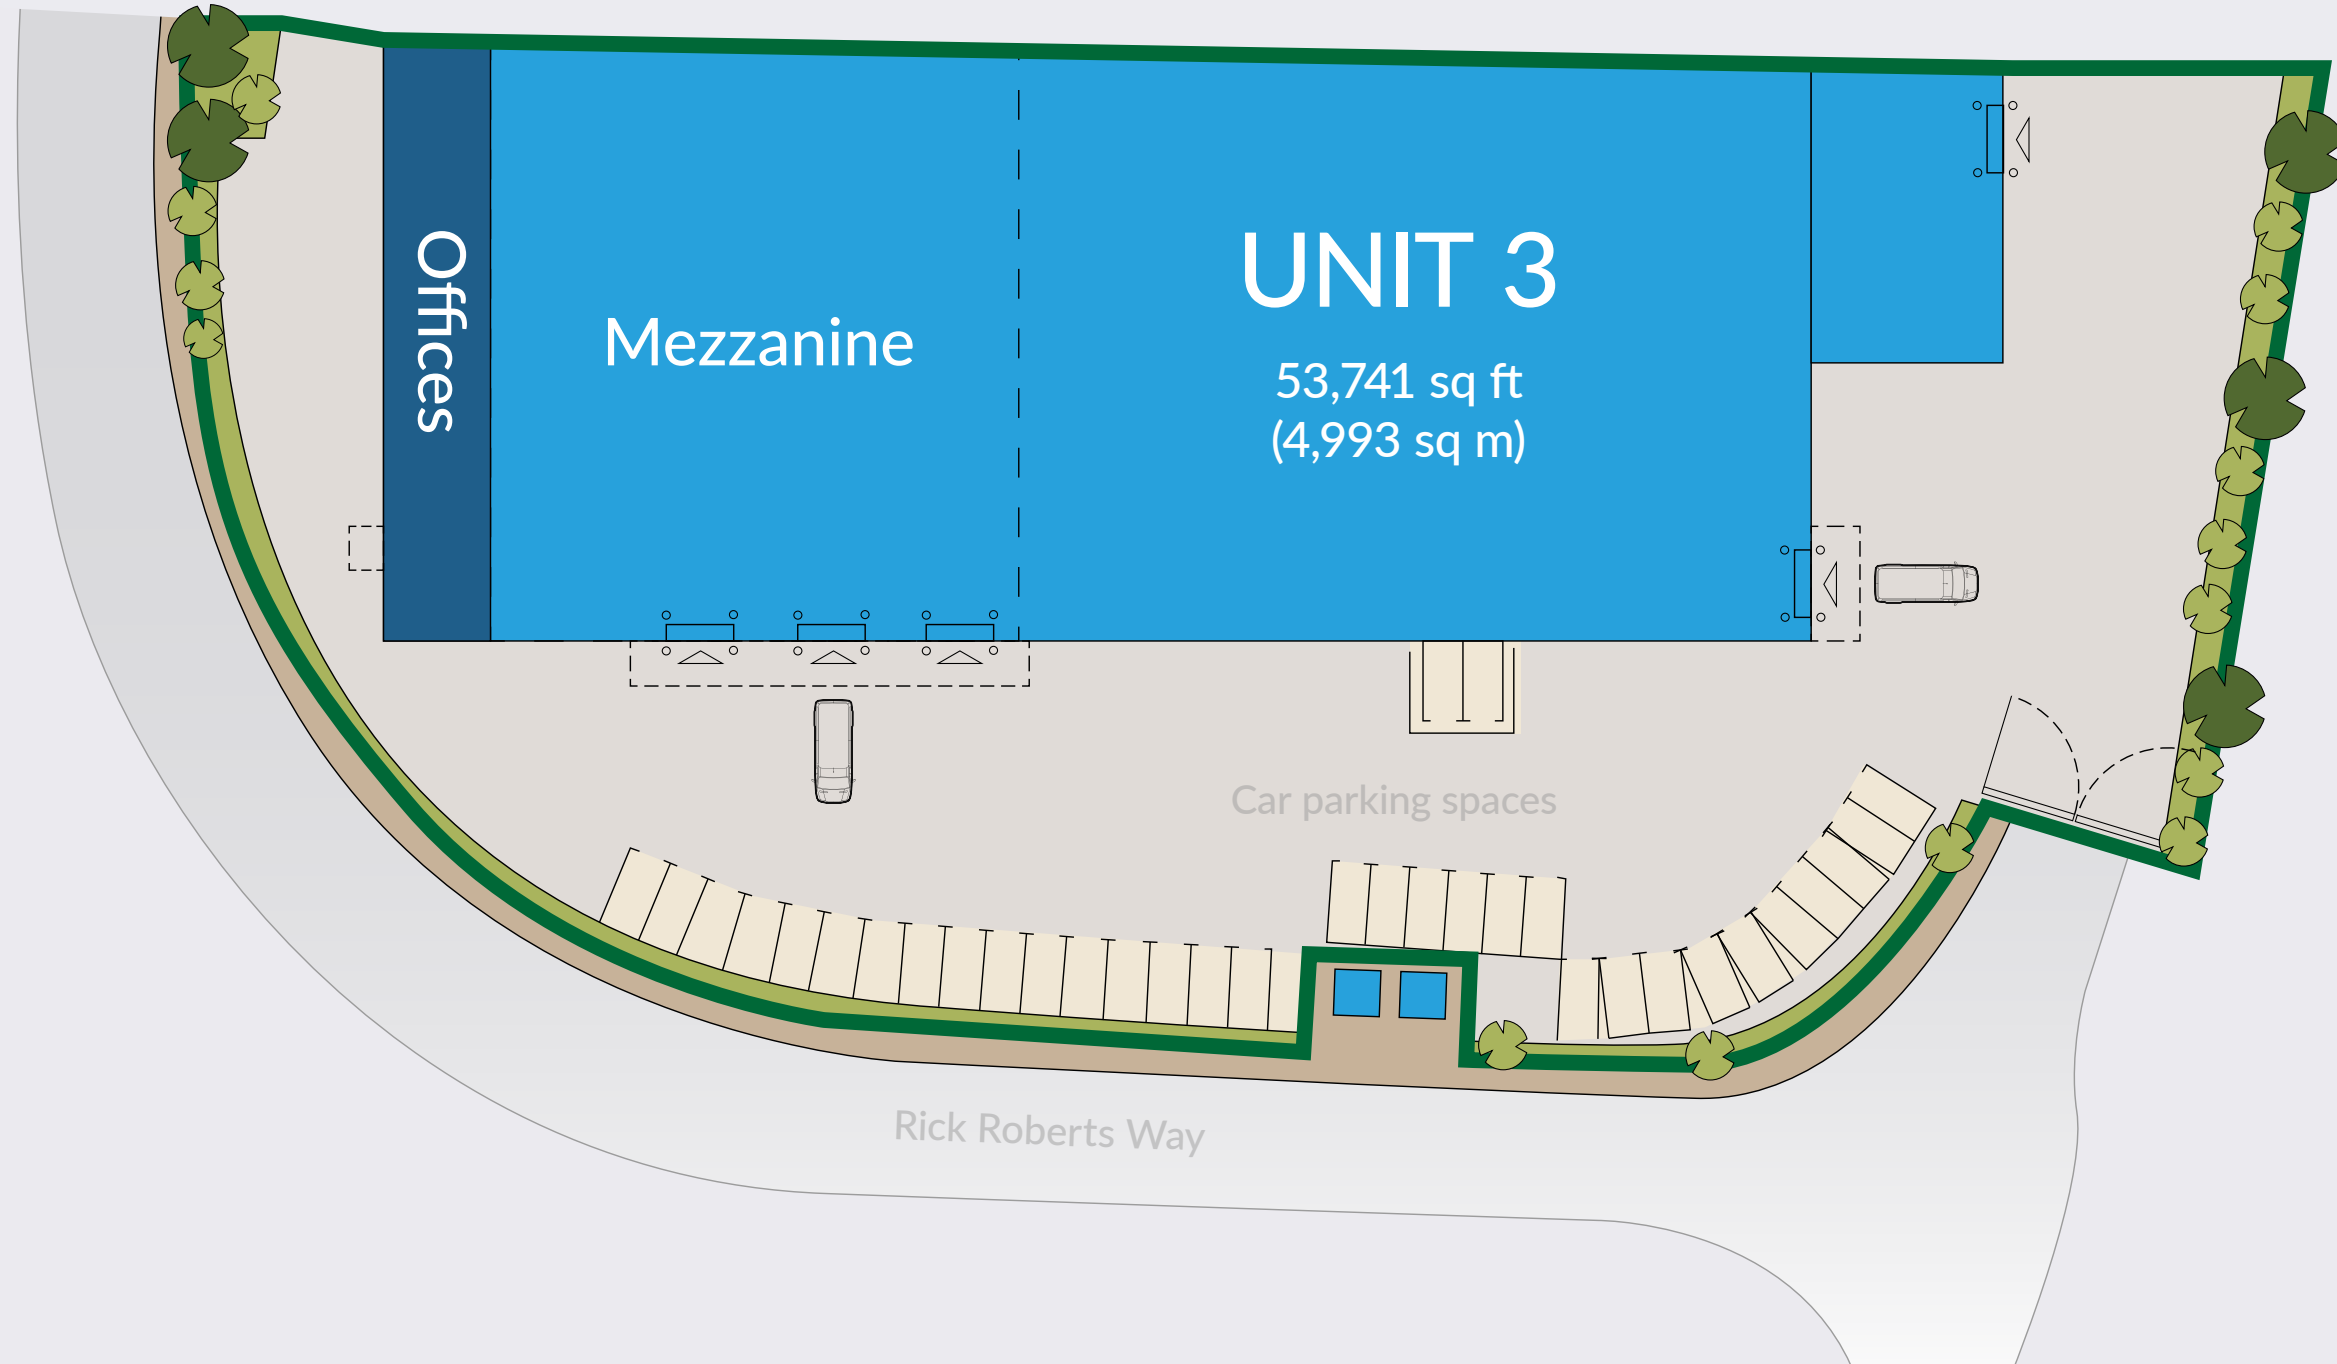 Offices
Mezzanine
UNIT 3
53,741 sq ft
(4,993 sq m)
Car parking spaces
Rick Roberts Way